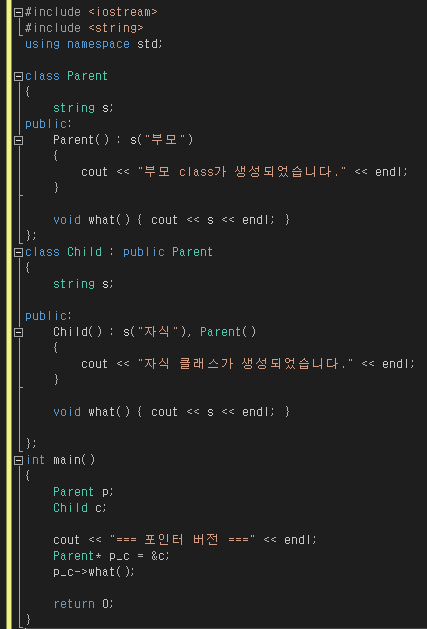 #include <iostream>
#include <string>
using namespace std;
class Parent
{
string s;
public:
Parent() : s("부모")
{
cout << "부모 class가 생성되었습니다." << endl;
}
void what() { cout << s << endl; }
};
class Child : public Parent
{
string s;
public:
Child() : s("자식"), Parent()
{
cout << "자식 클래스가 생성되었습니다." << endl;
}
void what() { cout << s << endl; }
};
int main()
{
Parent p;
Child c;
cout << "=== 포인터 버전 ===" << endl;
Parent* p_c = &c;
p_c->what();
return 0;
}